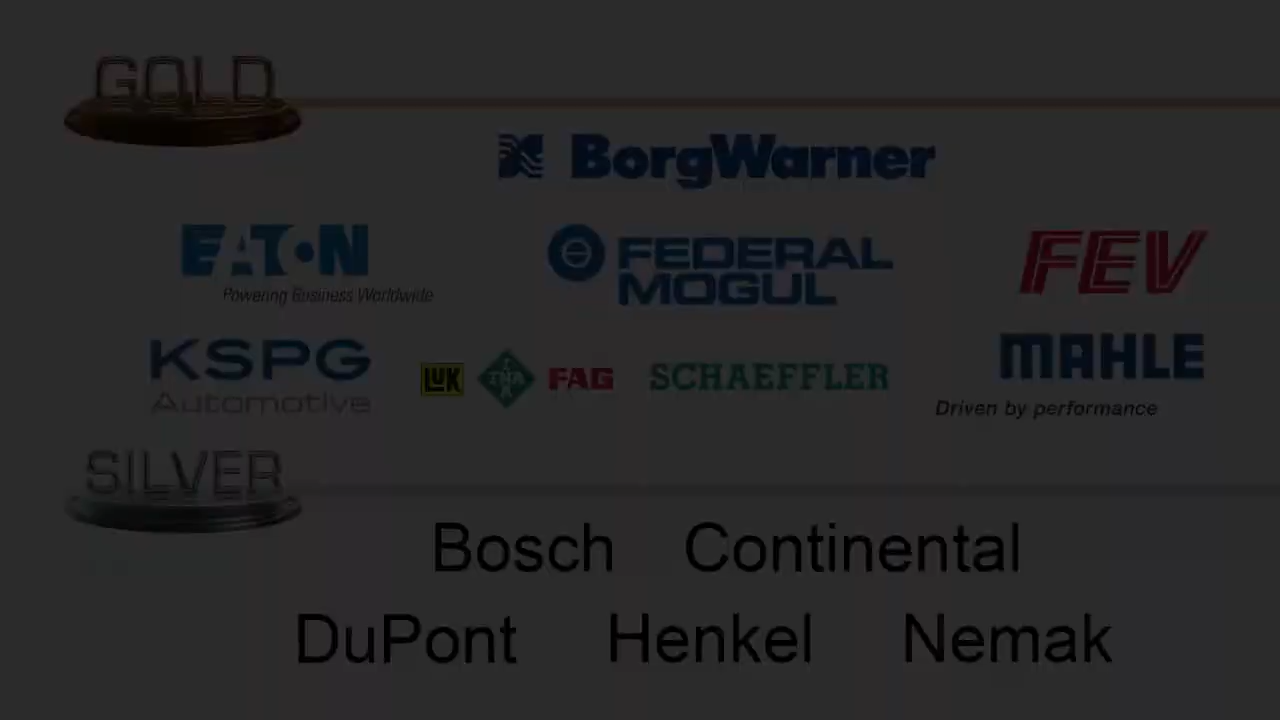 GOLD
BorgWarner
EATON
Powering Business Worldwide
FEDERAL
MOGUL
FEV
KSPG
Automotive
LUK INA FAG SCHAEFFLER
MAHLE
Driven by performance
SILVER
Bosch Continental
DuPont Henkel Nemak